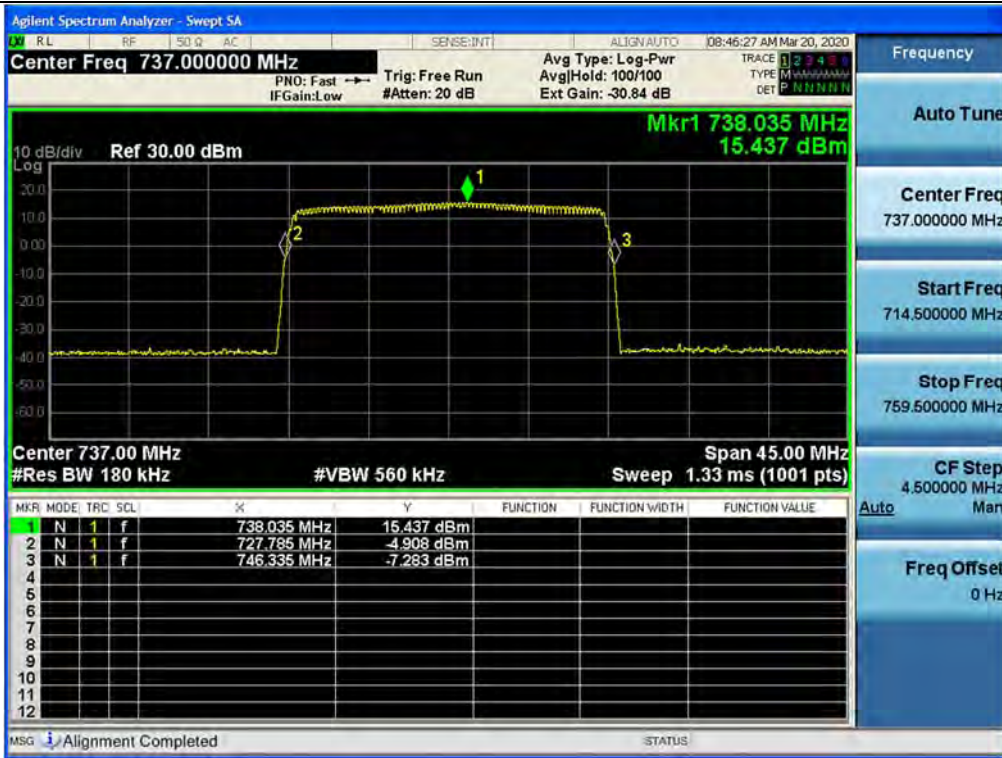 Agilent Spectrum Analyzer - Swept SA
RL RF 50 Ω AC SENSE:INT ALIGN AUTO 08:46:27 AM Mar 20, 2020
Center Freq 737.000000 MHz
PNO: Fast
IFGain:Low
Trig: Free Run
#Atten: 20 dB
Avg Type: Log-Pwr
Avg|Hold: 100/100
Ext Gain: -30.84 dB
TRACE 1 2 3 4 5 6
TYPE M
DET P N N N N N
Mkr1 738.035 MHz
15.437 dBm
10 dB/div Ref 30.00 dBm
Log
20.0
10.0
0.00
-10.0
-20.0
-30.0
-40.0
-50.0
-60.0
1
2
3
Center 737.00 MHz Span 45.00 MHz
#Res BW 180 kHz #VBW 560 kHz Sweep 1.33 ms (1001 pts)
MKR MODE TRC SCL X Y FUNCTION FUNCTION WIDTH FUNCTION VALUE
1 N 1 f 738.035 MHz 15.437 dBm
2 N 1 f 727.785 MHz -4.908 dBm
3 N 1 f 746.335 MHz -7.283 dBm
4
5
6
7
8
9
10
11
12
MSG Alignment Completed STATUS
Frequency
Auto Tune
Center Freq
737.000000 MHz
Start Freq
714.500000 MHz
Stop Freq
759.500000 MHz
CF Step
4.500000 MHz
Auto Man
Freq Offset
0 Hz